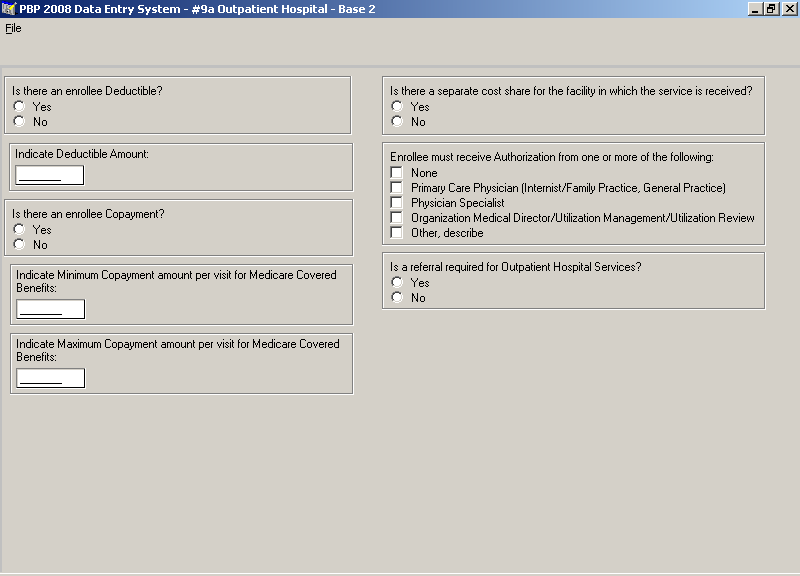 PBP 2008 Data Entry System - #9a Outpatient Hospital - Base 2
File
Is there an enrollee Deductible?
Yes
No
Indicate Deductible Amount:
Is there an enrollee Copayment?
Yes
No
Indicate Minimum Copayment amount per visit for Medicare Covered
Benefits:
Indicate Maximum Copayment amount per visit for Medicare Covered
Benefits:
Is there a separate cost share for the facility in which the service is received?
Yes
No
Enrollee must receive Authorization from one or more of the following:
None
Primary Care Physician (Internist/Family Practice, General Practice)
Physician Specialist
Organization Medical Director/Utilization Management/Utilization Review
Other, describe
Is a referral required for Outpatient Hospital Services?
Yes
No